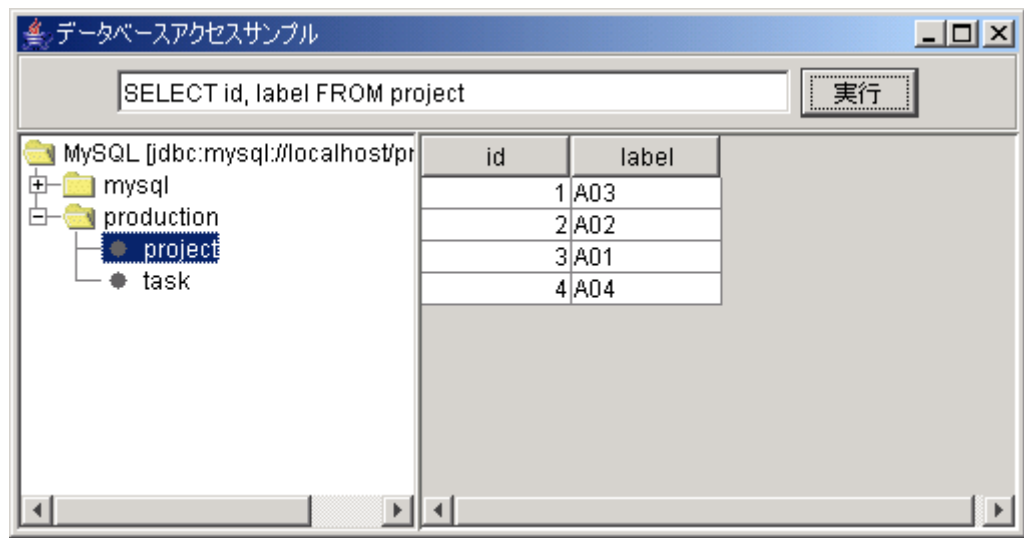 データベースアクセスサンプル
SELECT id, label FROM project
実行
MySQL [jdbc:mysql://localhost/pr
mysql
production
project
task
id label
1 A03
2 A02
3 A01
4 A04